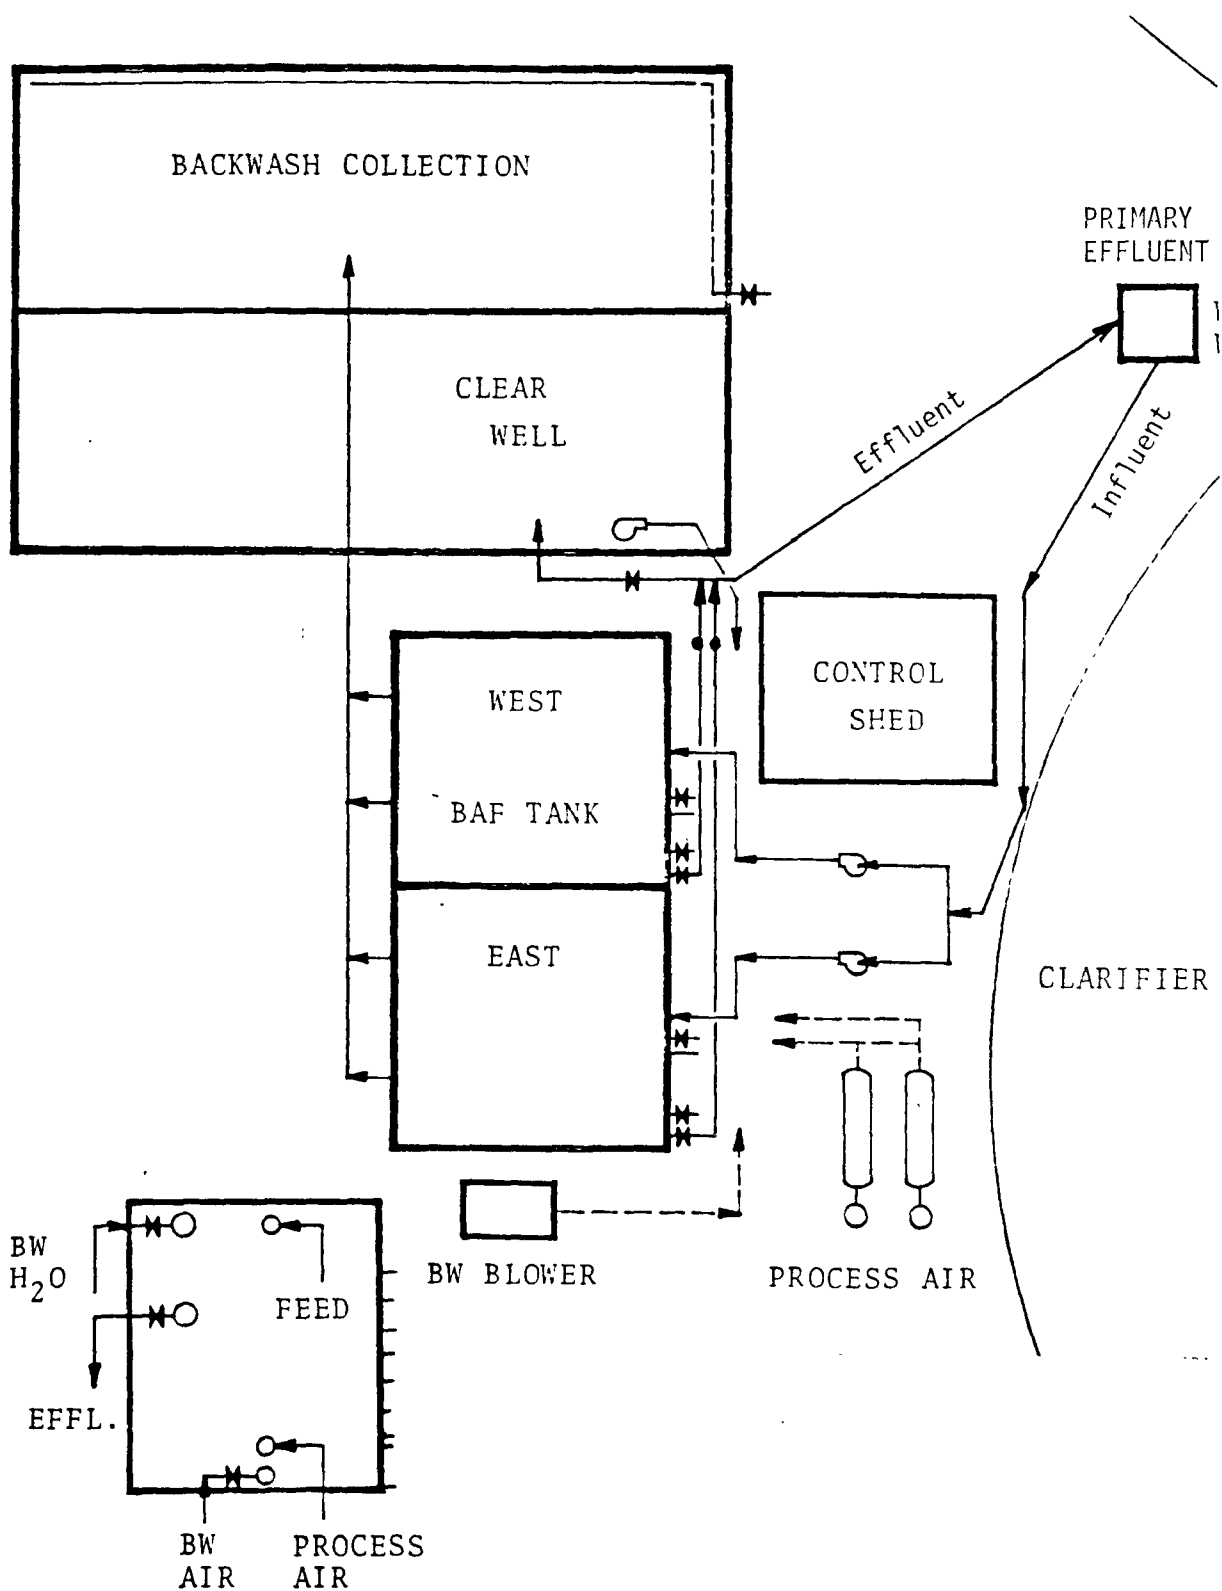 BACKWASH COLLECTION
PRIMARY
EFFLUENT
CLEAR
WELL
Effluent
Influent
CONTROL
SHED
WEST
BAF TANK
EAST
CLARIFIER
BW
H2O
FEED
BW BLOWER
PROCESS AIR
EFFL.
BW
AIR
PROCESS
AIR